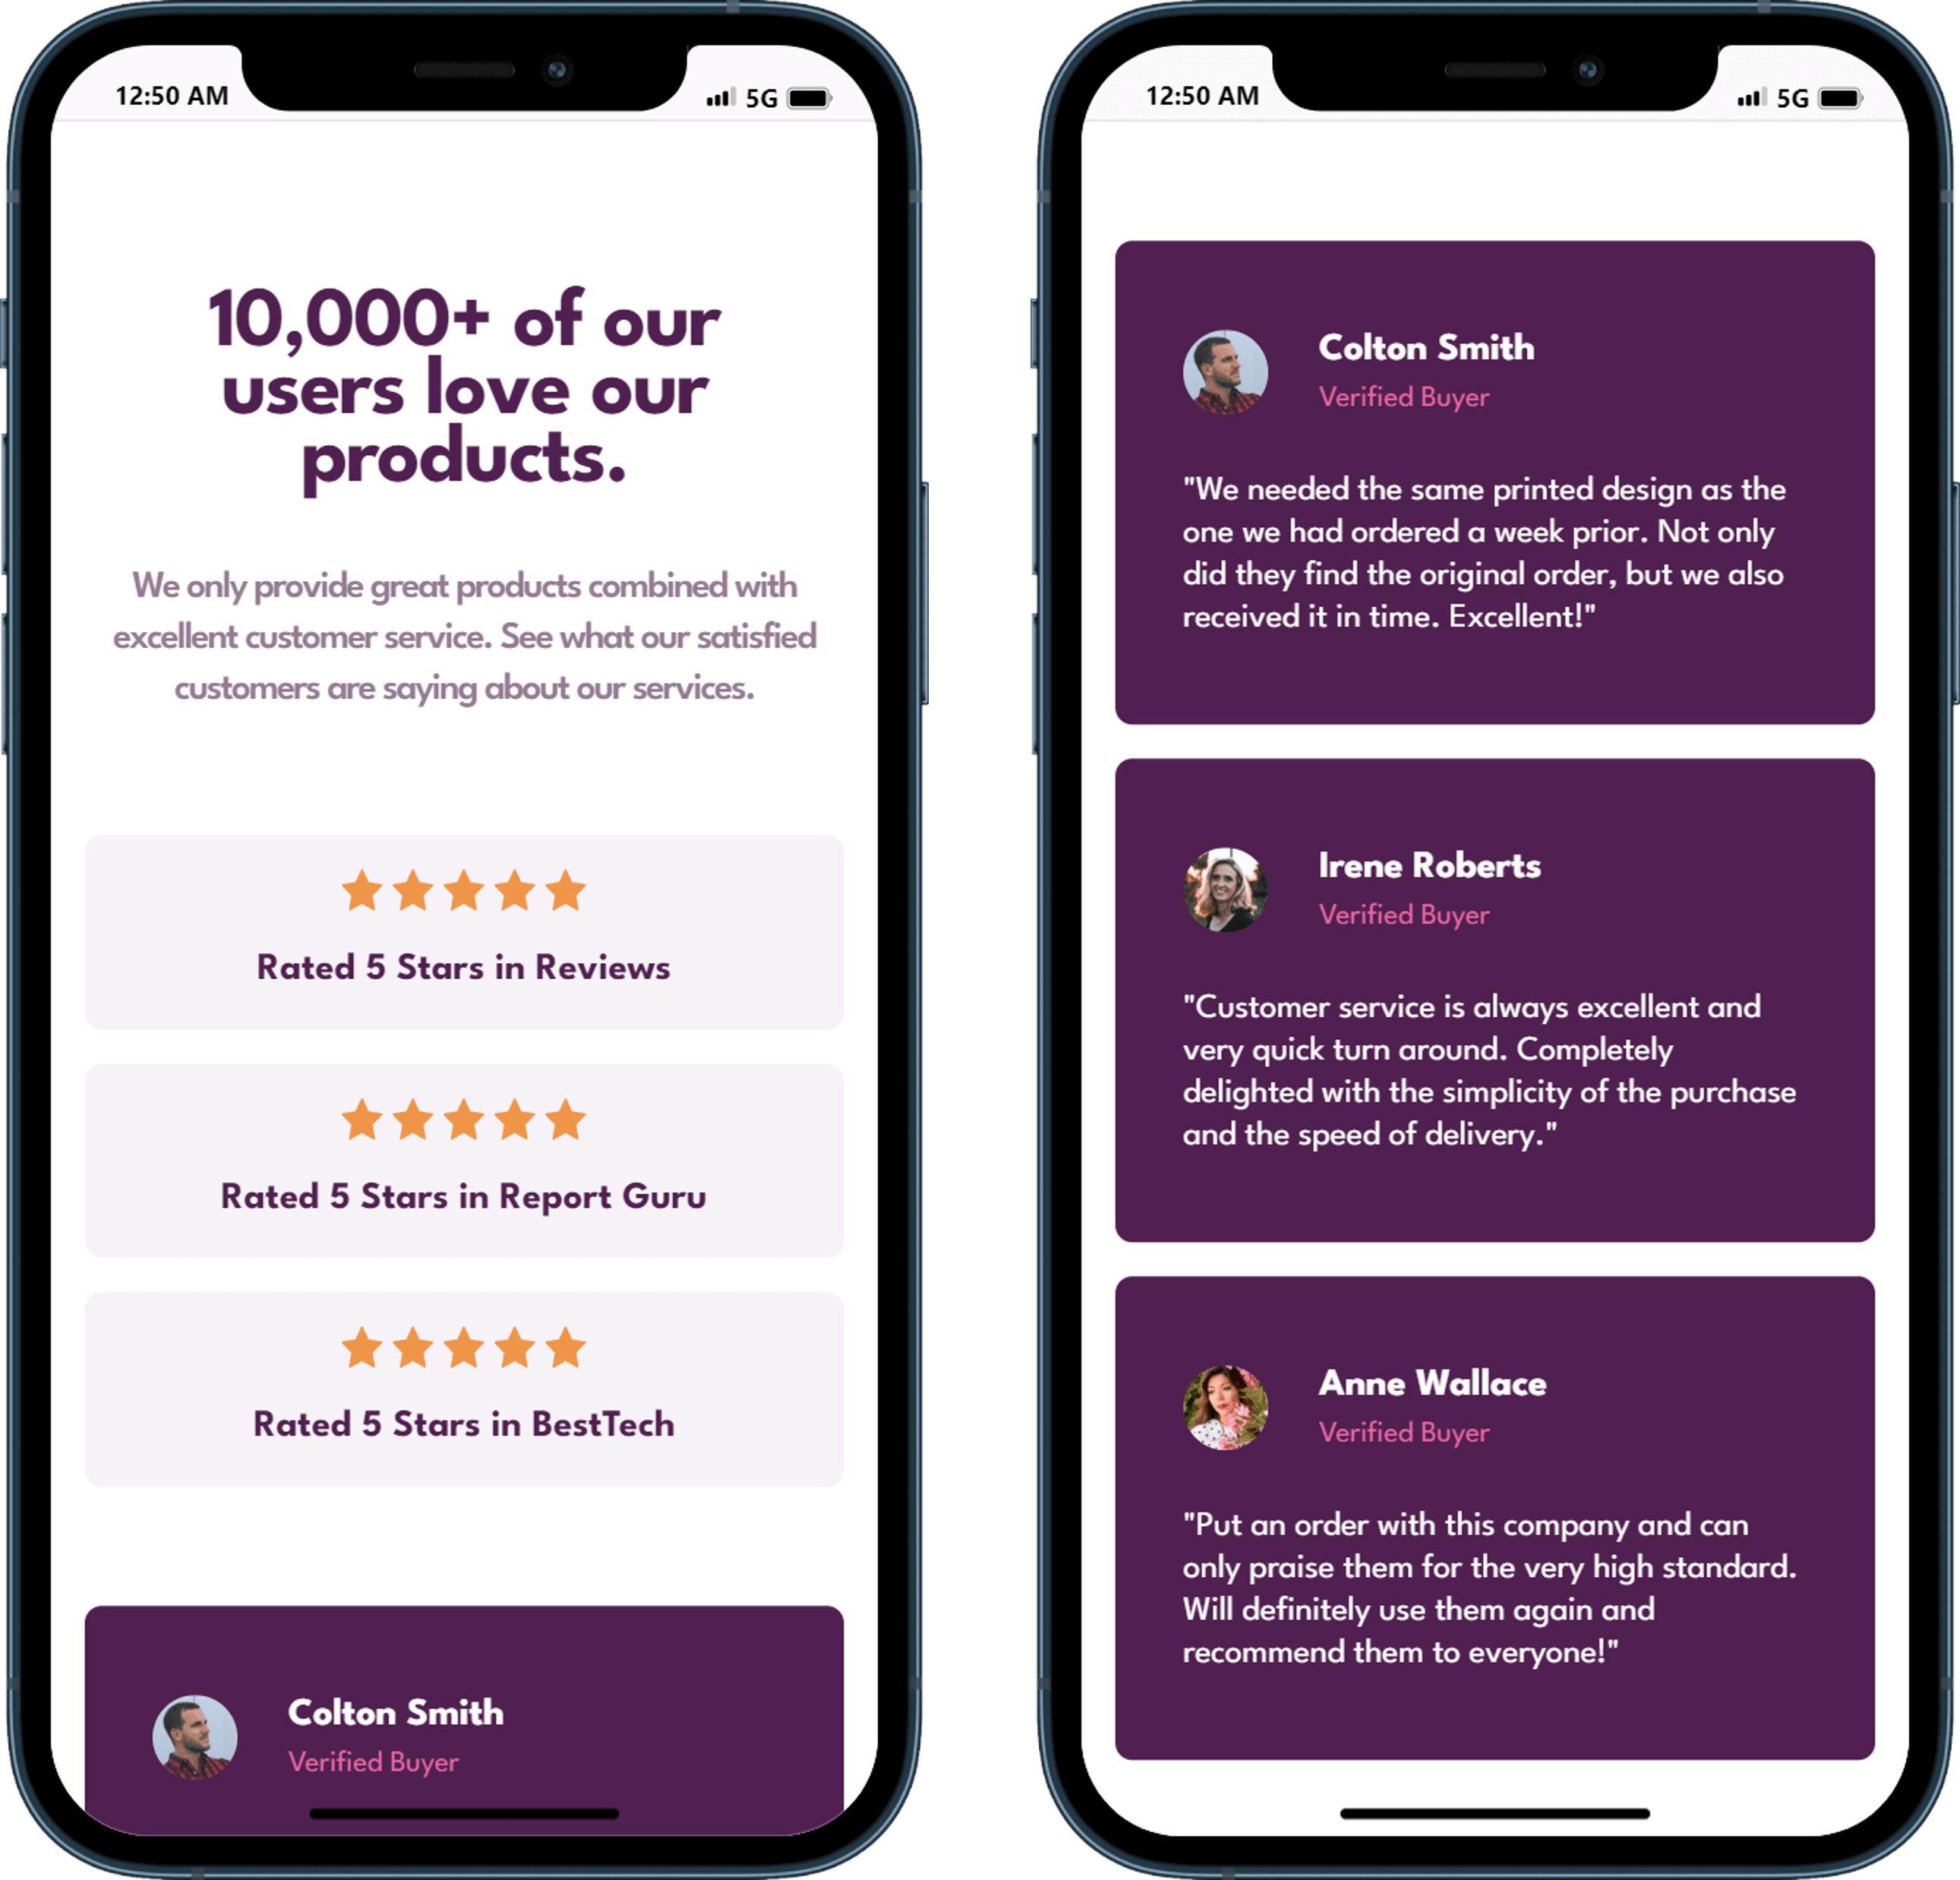 12:50 AM
5G
10,000+ of our
users love our
products.
We only provide great products combined with
excellent customer service. See what our satisfied
customers are saying about our services.
Rated 5 Stars in Reviews
Rated 5 Stars in Report Guru
Rated 5 Stars in BestTech
Colton Smith
Verified Buyer
12:50 AM
5G
Colton Smith
Verified Buyer
"We needed the same printed design as the
one we had ordered a week prior. Not only
did they find the original order, but we also
received it in time. Excellent!"
Irene Roberts
Verified Buyer
"Customer service is always excellent and
very quick turn around. Completely
delighted with the simplicity of the purchase
and the speed of delivery."
Anne Wallace
Verified Buyer
"Put an order with this company and can
only praise them for the very high standard.
Will definitely use them again and
recommend them to everyone!"